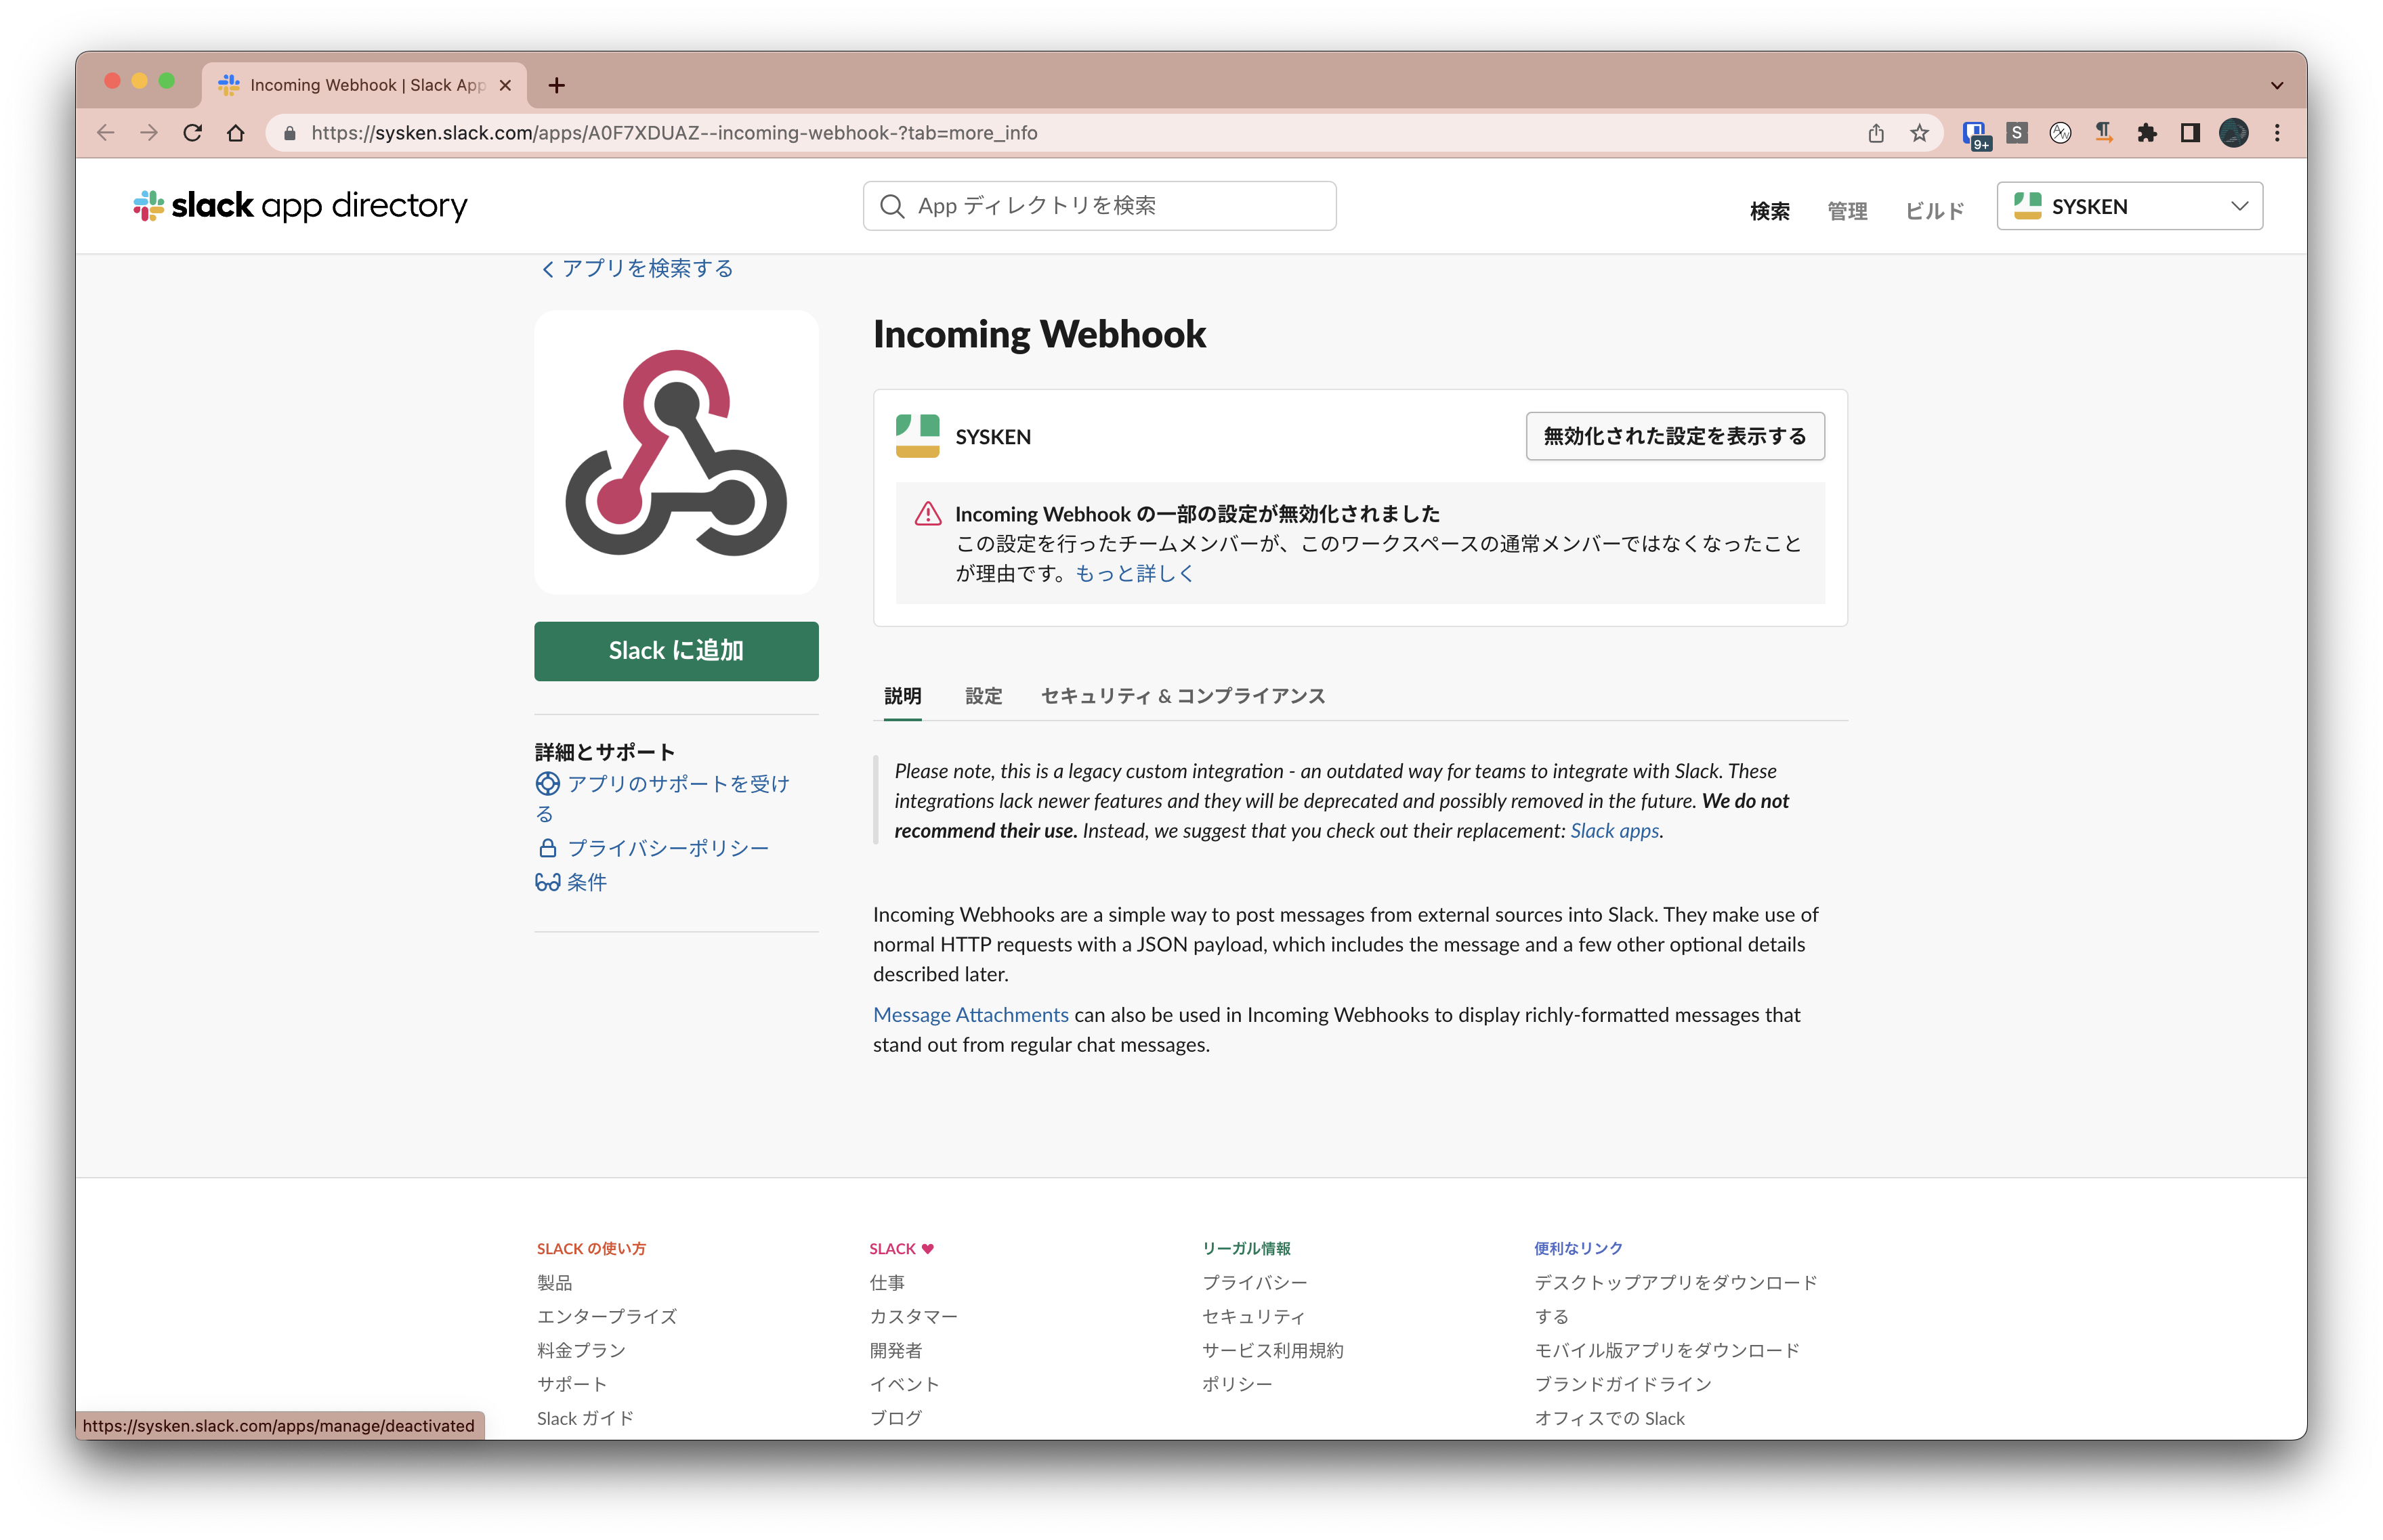 Incoming Webhook | Slack App
https://sysken.slack.com/apps/A0F7XDUAZ--incoming-webhook-?tab=more_info
9+
S
slack app directory
App ディレクトリを検索
検索
管理
ビルド
SYSKEN
アプリを検索する
Incoming Webhook
SYSKEN
無効化された設定を表示する
Incoming Webhook の一部の設定が無効化されました
この設定を行ったチームメンバーが、このワークスペースの通常メンバーではなくなったこと
が理由です。もっと詳しく
Slack に追加
詳細とサポート
アプリのサポートを受け
る
プライバシーポリシー
条件
説明
設定
セキュリティ & コンプライアンス
Please note, this is a legacy custom integration - an outdated way for teams to integrate with Slack. These
integrations lack newer features and they will be deprecated and possibly removed in the future. We do not
recommend their use. Instead, we suggest that you check out their replacement: Slack apps.
Incoming Webhooks are a simple way to post messages from external sources into Slack. They make use of
normal HTTP requests with a JSON payload, which includes the message and a few other optional details
described later.
Message Attachments can also be used in Incoming Webhooks to display richly-formatted messages that
stand out from regular chat messages.
SLACK の使い方
製品
エンタープライズ
料金プラン
サポート
Slack ガイド
SLACK ♥
仕事
カスタマー
開発者
イベント
ブログ
リーガル情報
プライバシー
セキュリティ
サービス利用規約
ポリシー
便利なリンク
デスクトップアプリをダウンロード
する
モバイル版アプリをダウンロード
ブランドガイドライン
オフィスでの Slack
https://sysken.slack.com/apps/manage/deactivated